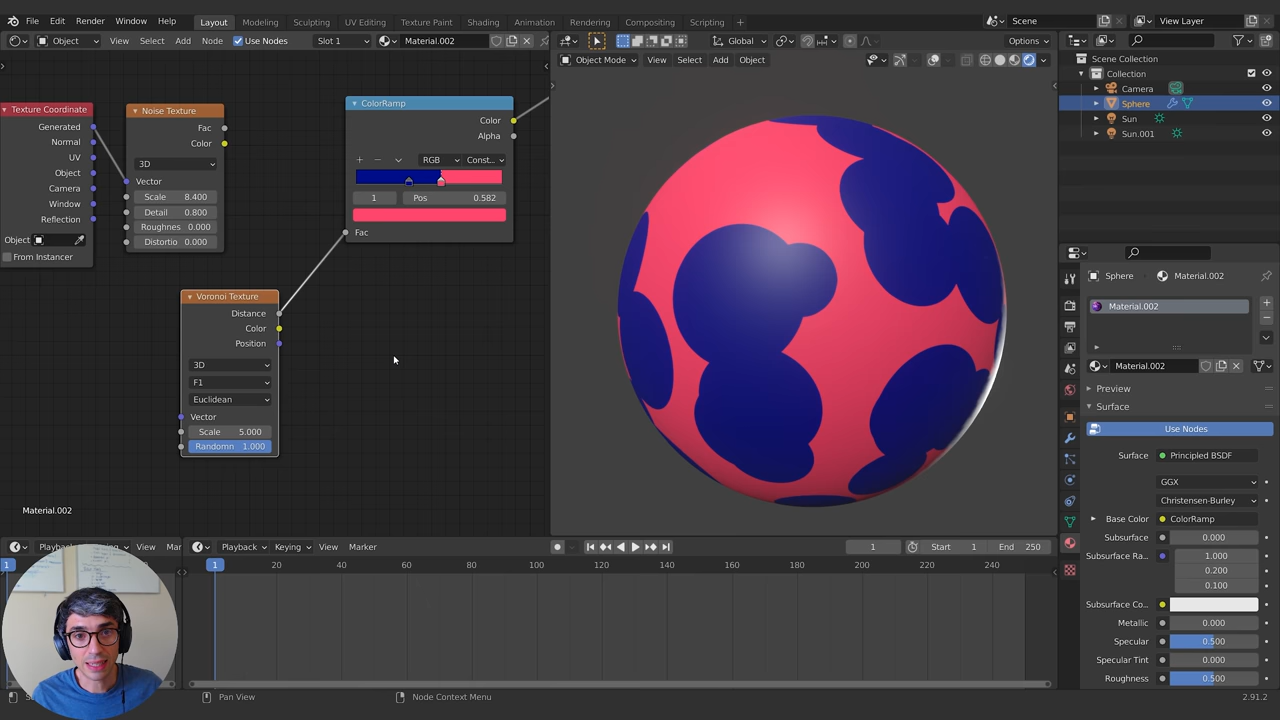 File Edit Render Window Help Layout Modeling Sculpting UV Editing Texture Paint Shading Animation Rendering Compositing Scripting + Scene View Layer
Object View Select Add Node Use Nodes Slot 1 Material.002 Global Options
Object Mode View Select Add Object
Scene Collection
Collection
Camera
Sphere
Sun
Sun.001
Texture Coordinate
Generated
Normal
UV
Object
Camera
Window
Reflection
Object:
From Instancer
Noise Texture
Fac
Color
3D
Vector
Scale 8.400
Detail 0.800
Roughnes 0.000
Distortio 0.000
ColorRamp
Color
Alpha
+ − RGB Const...
1 Pos 0.582
Fac
Voronoi Texture
Distance
Color
Position
3D
F1
Euclidean
Vector
Scale 5.000
Randomn 1.000
Material.002
Sphere Material.002
Material.002
Material.002
Preview
Surface
Use Nodes
Surface Principled BSDF
GGX
Christensen-Burley
Base Color ColorRamp
Subsurface 0.000
Subsurface Ra... 1.000
0.200
0.100
Subsurface Co...
Metallic 0.000
Specular 0.500
Specular Tint 0.000
Roughness 0.500
Playback Keying View Mar
Playback Keying View Marker 1 Start 1 End 250
1
1 20 40 60 80 100 120 140 160 180 200 220 240
Pan View Node Context Menu 2.91.2